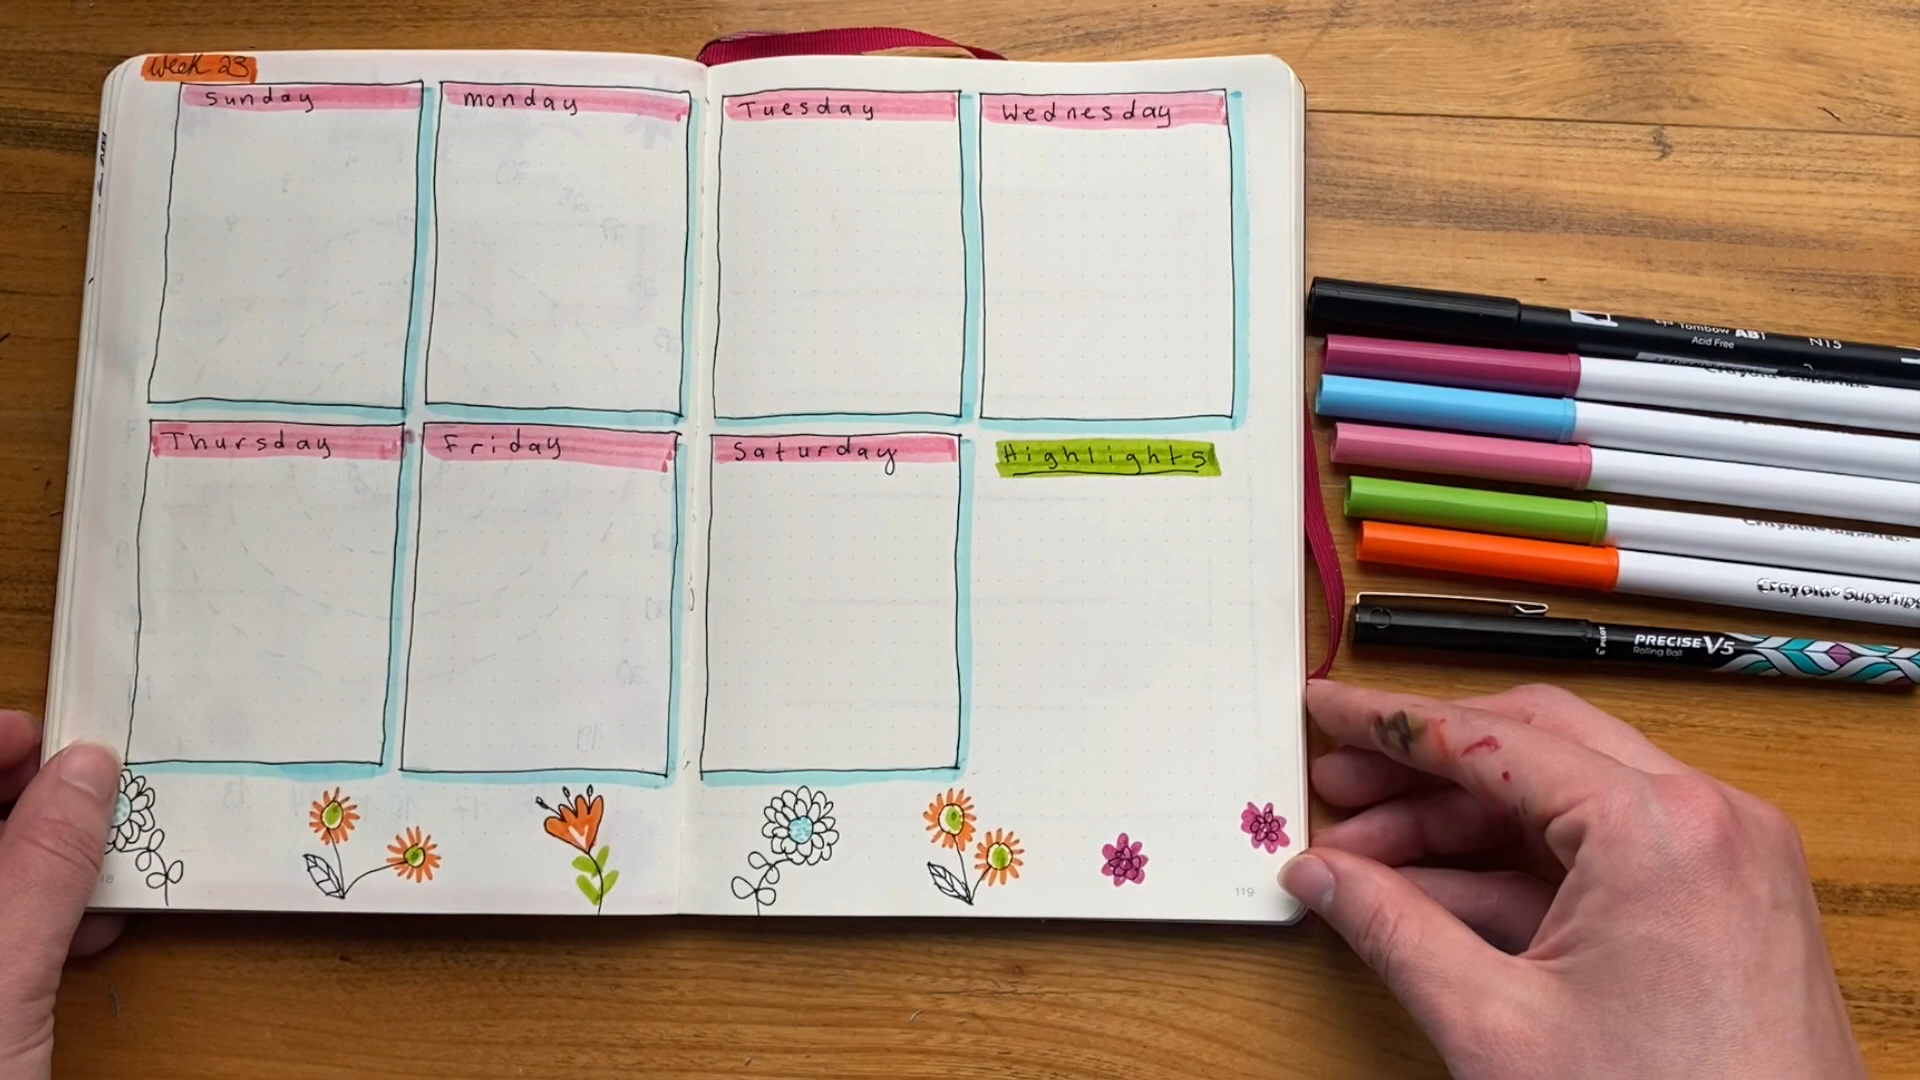 Week 23
Sunday
monday
Tuesday
Wednesday
Thursday
Friday
Saturday
Highlights
119
Tombow ABT
N15
Acid Free
Crayola SuperTips
PILOT
PRECISE V5
Rolling Ball